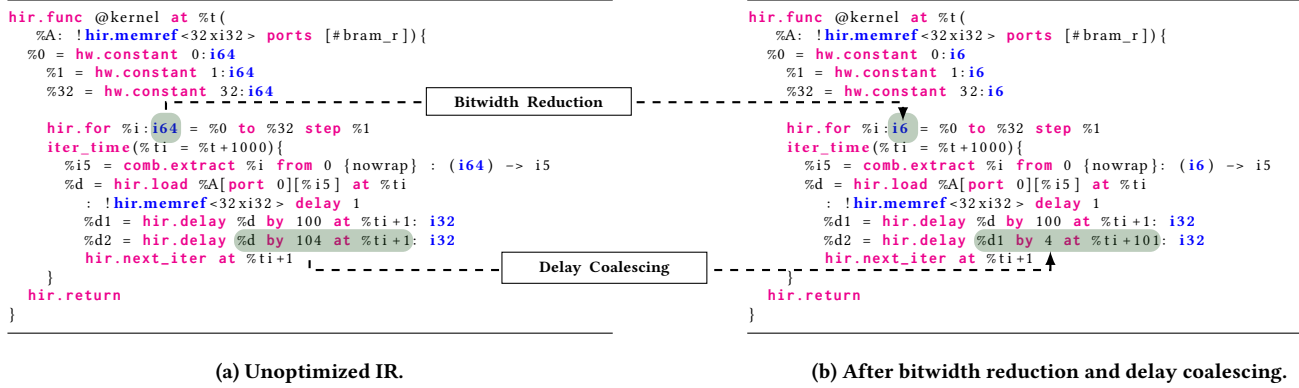 hir.func @kernel at %t(
%A: !hir.memref<32xi32> ports [#bram_r]){
%0 = hw.constant 0:i64
%1 = hw.constant 1:i64
%32 = hw.constant 32:i64
hir.for %i:i64 = %0 to %32 step %1
iter_time(%ti = %t+1000){
%i5 = comb.extract %i from 0 {nowrap} : (i64) -> i5
%d = hir.load %A[port 0][%i5] at %ti
: !hir.memref<32xi32> delay 1
%d1 = hir.delay %d by 100 at %ti+1: i32
%d2 = hir.delay %d by 104 at %ti+1: i32
hir.next_iter at %ti+1
}
hir.return
}
(a) Unoptimized IR.
Bitwidth Reduction
Delay Coalescing
hir.func @kernel at %t(
%A: !hir.memref<32xi32> ports [#bram_r]){
%0 = hw.constant 0:i6
%1 = hw.constant 1:i6
%32 = hw.constant 32:i6
hir.for %i:i6 = %0 to %32 step %1
iter_time(%ti = %t+1000){
%i5 = comb.extract %i from 0 {nowrap}: (i6) -> i5
%d = hir.load %A[port 0][%i5] at %ti
: !hir.memref<32xi32> delay 1
%d1 = hir.delay %d by 100 at %ti+1: i32
%d2 = hir.delay %d1 by 4 at %ti+101: i32
hir.next_iter at %ti+1
}
hir.return
}
(b) After bitwidth reduction and delay coalescing.